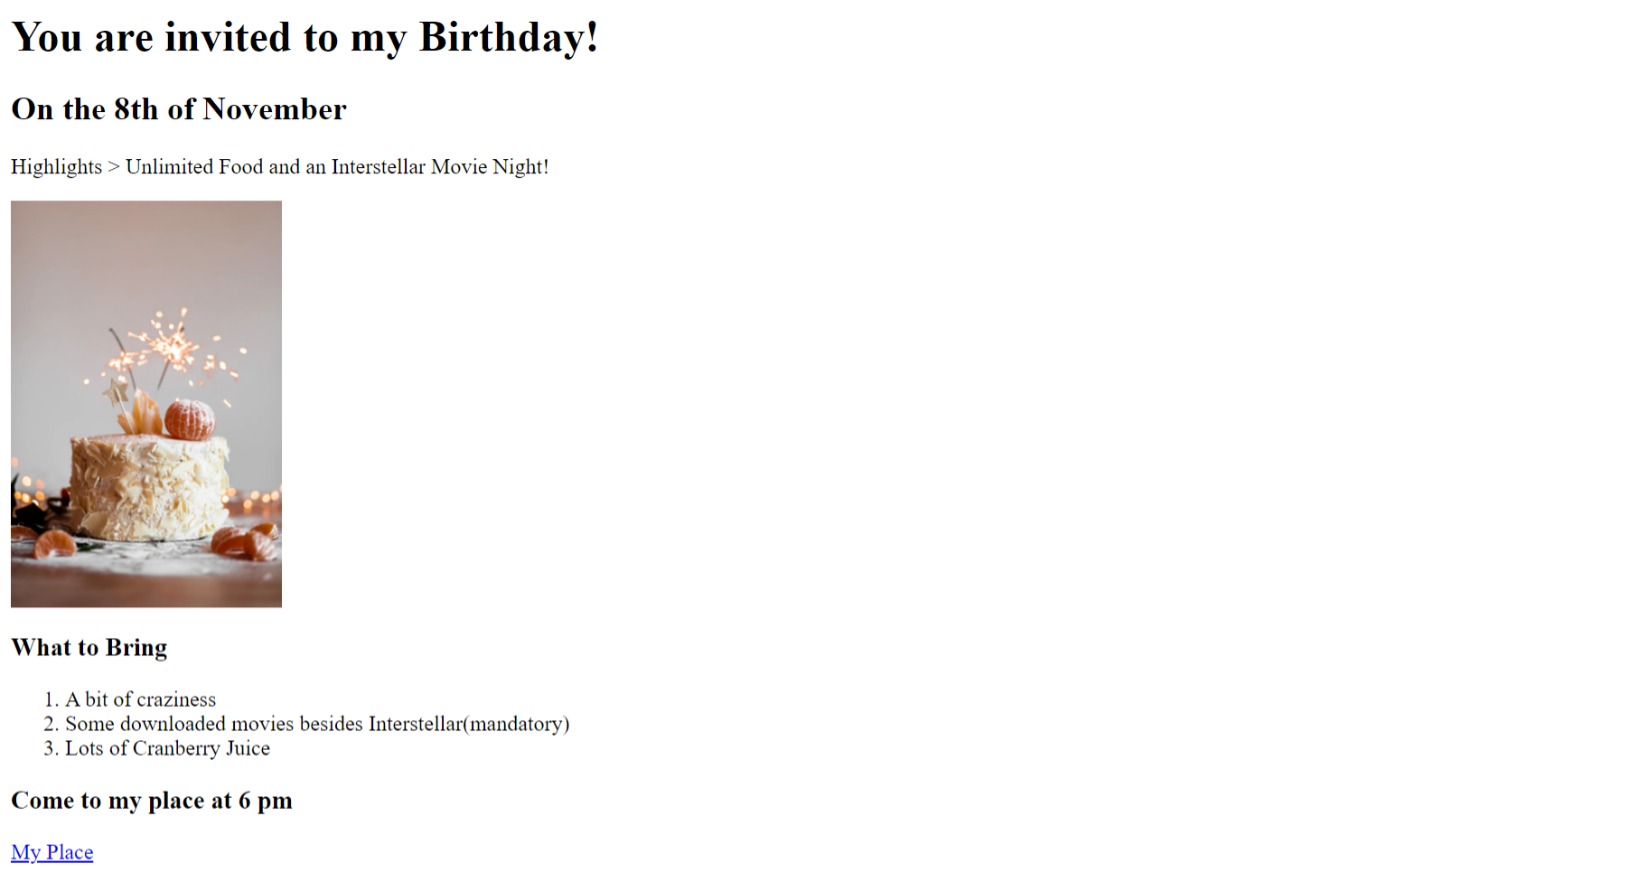 You are invited to my Birthday!
On the 8th of November
Highlights > Unlimited Food and an Interstellar Movie Night!
What to Bring
1. A bit of craziness
2. Some downloaded movies besides Interstellar(mandatory)
3. Lots of Cranberry Juice
Come to my place at 6 pm
My Place